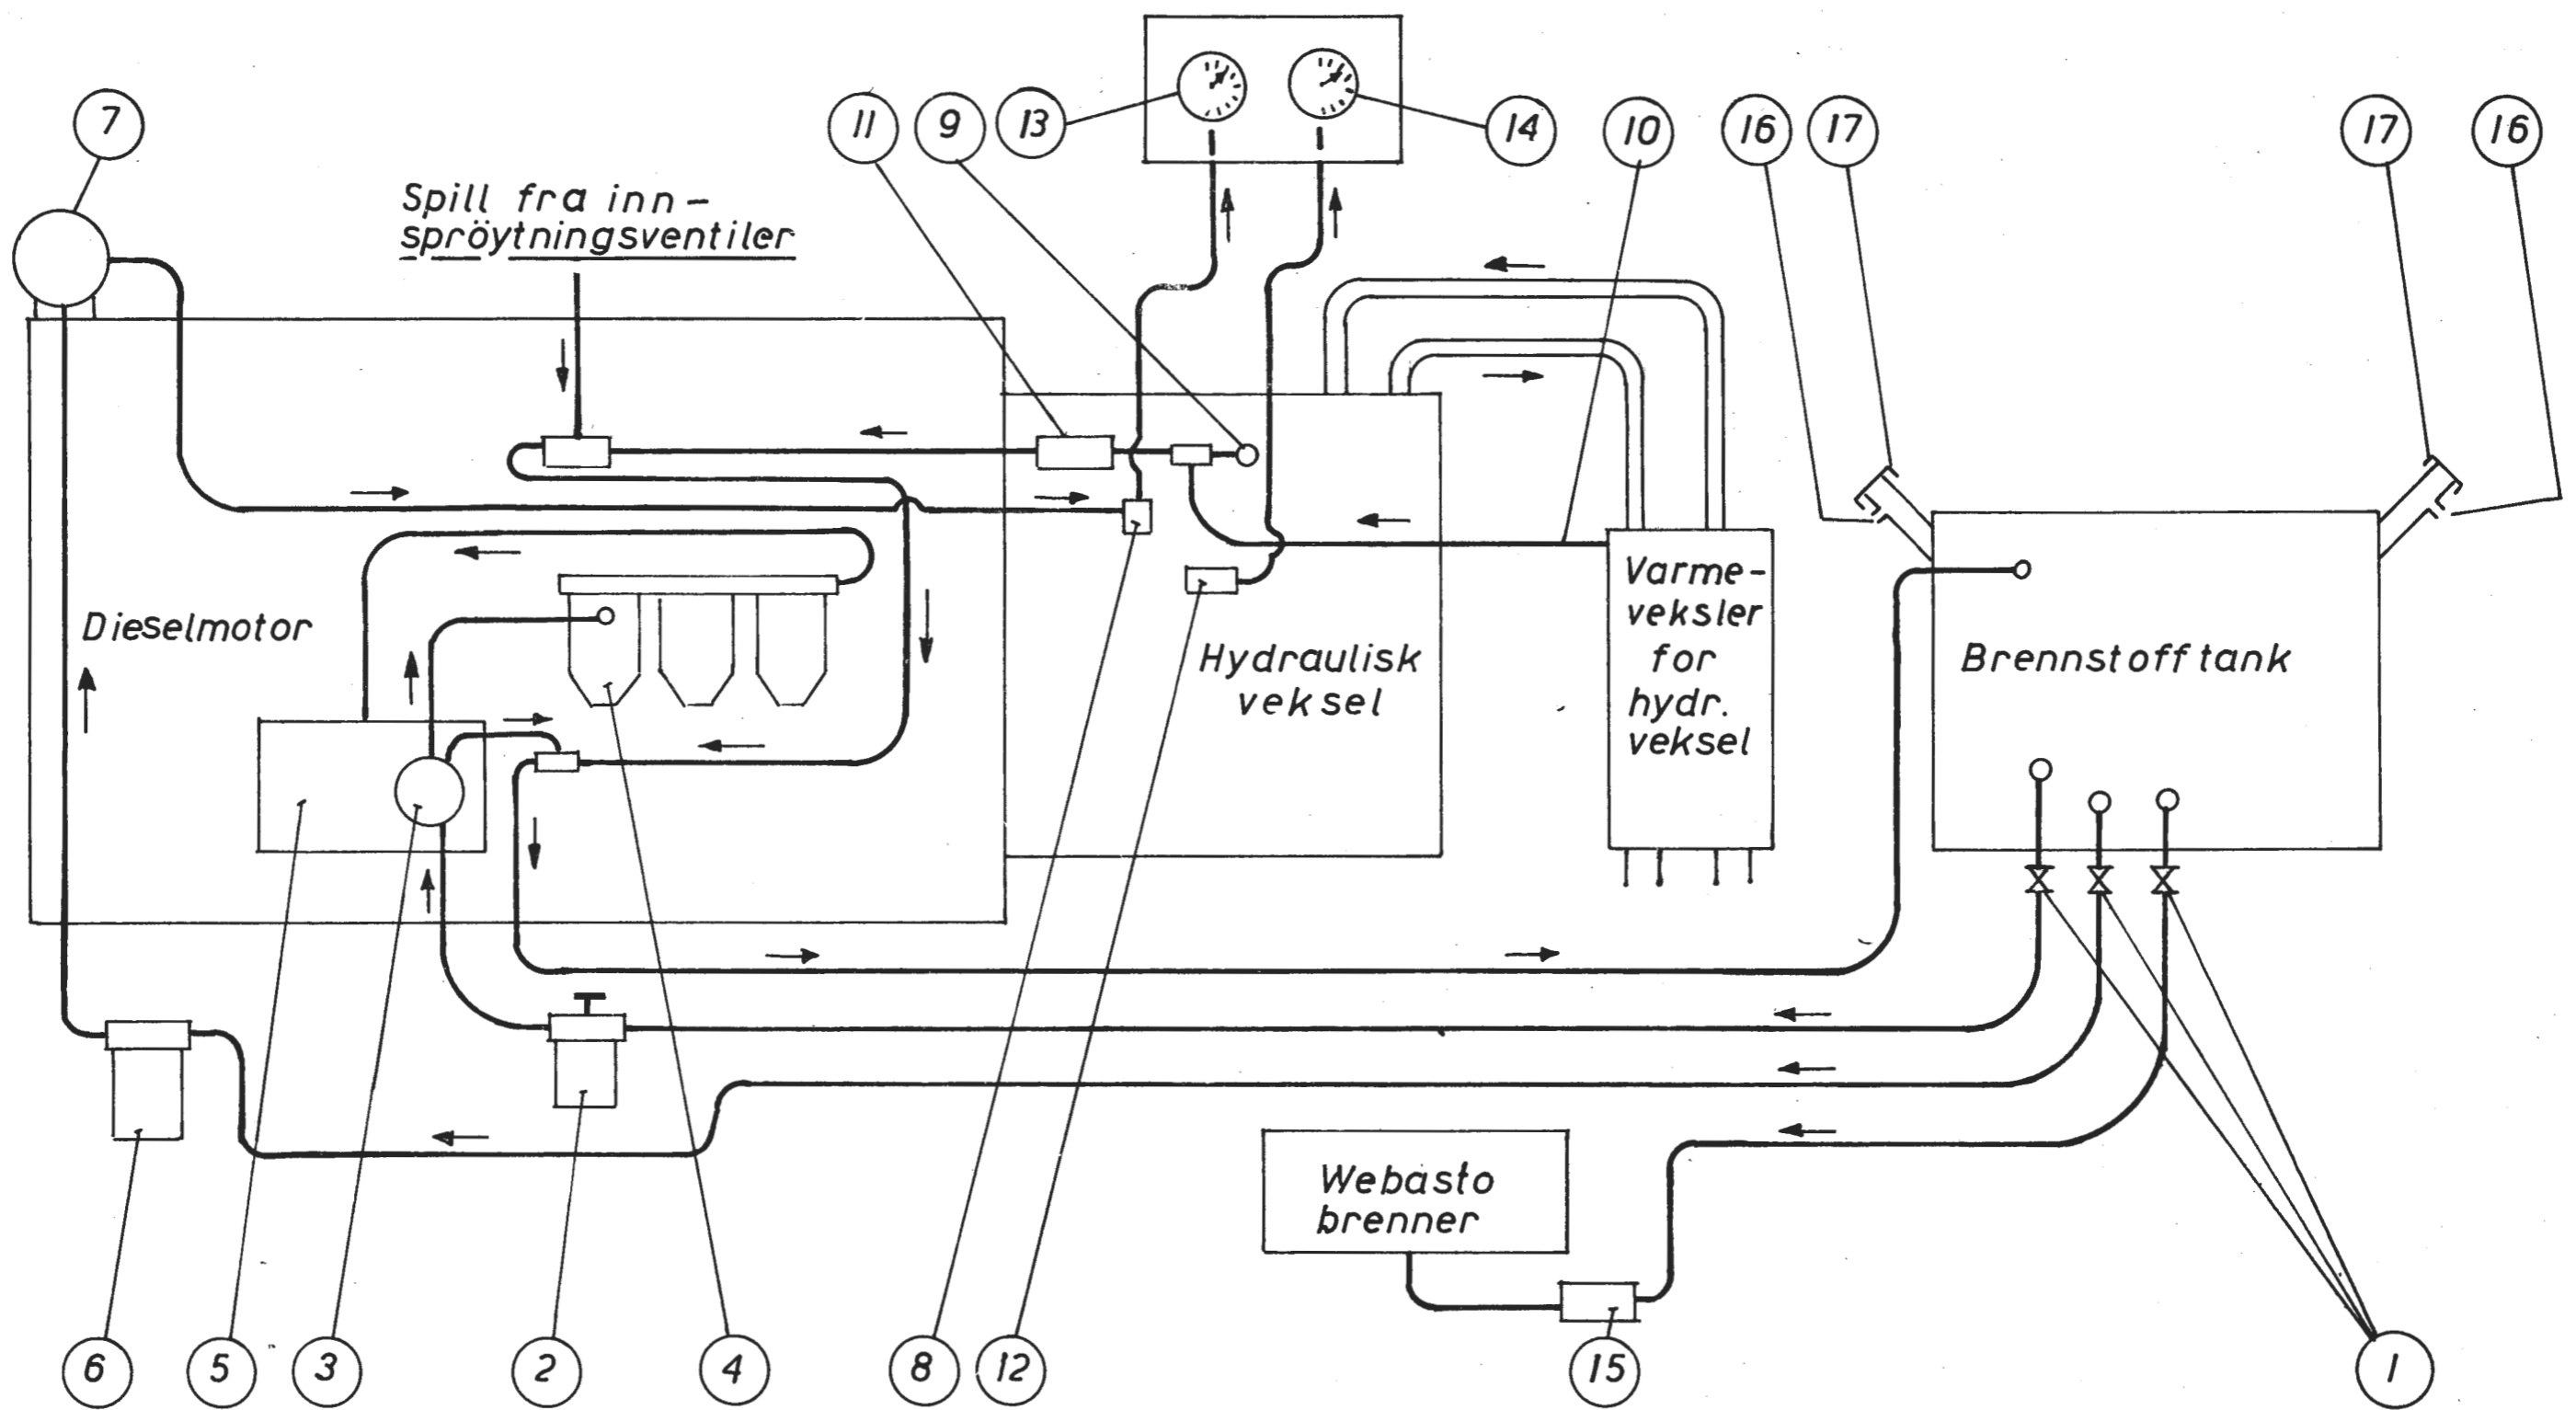 7
11
9
13
14
10
16
17
17
16
Spill fra inn-
spröytningsventiler
Dieselmotor
Hydraulisk
veksel
Varme-
veksler
for
hydr.
veksel
Brennstofftank
Webasto
brenner
6
5
3
2
4
8
12
15
1